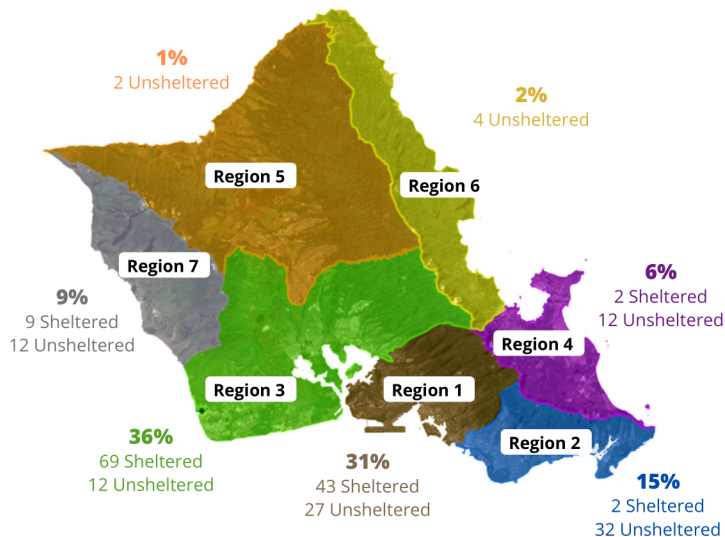 1%
2 Unsheltered
2%
4 Unsheltered
Region 5
Region 6
Region 7
6%
2 Sheltered
12 Unsheltered
9%
9 Sheltered
12 Unsheltered
Region 4
Region 3
Region 1
36%
69 Sheltered
12 Unsheltered
31%
43 Sheltered
27 Unsheltered
Region 2
15%
2 Sheltered
32 Unsheltered